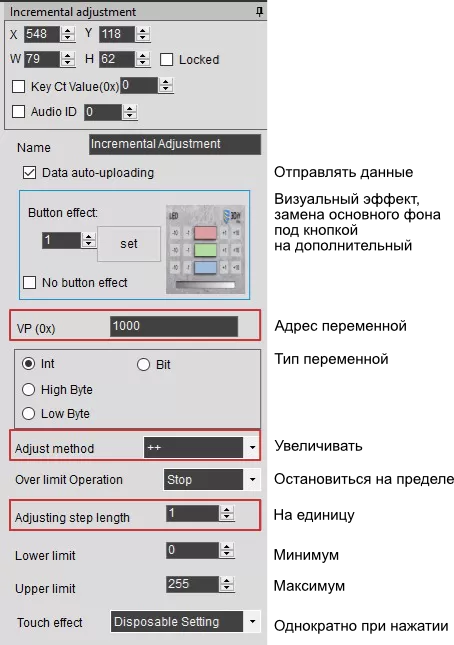 Incremental adjustment
X 548 Y 118
W 79 H 62 Locked
Key Ct Value(0x) 0
Audio ID 0
Name Incremental Adjustment
Data auto-uploading Отправлять данные
Визуальный эффект,
замена основного фона
под кнопкой
на дополнительный
Button effect:
1 set
LED
No button effect
VP (0x) 1000 Адрес переменной
Тип переменной
Int Bit
High Byte
Low Byte
Adjust method ++ Увеличивать
Over limit Operation Stop Остановиться на пределе
Adjusting step length 1 На единицу
Lower limit 0 Минимум
Upper limit 255 Максимум
Touch effect Disposable Setting Однократно при нажатии